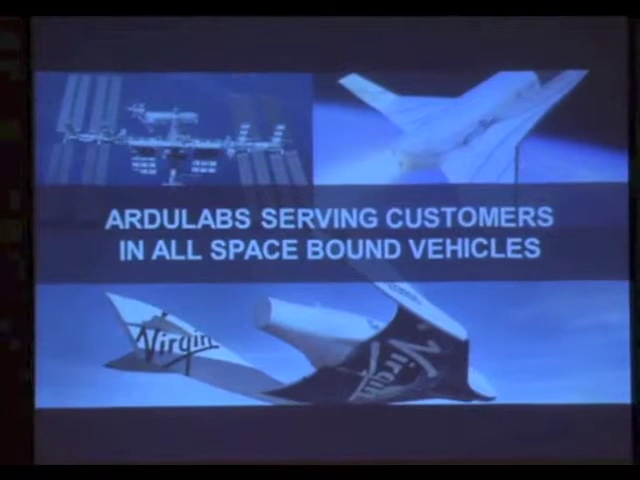 ARDULABS SERVING CUSTOMERS
IN ALL SPACE BOUND VEHICLES
Virgin
Virgin